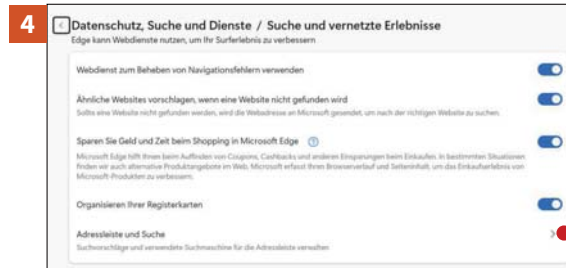 4
Datenschutz, Suche und Dienste / Suche und vernetzte Erlebnisse
Edge kann Webdienste nutzen, um Ihr Surferlebnis zu verbessern
Webdienst zum Beheben von Navigationsfehlern verwenden
Ähnliche Websites vorschlagen, wenn eine Website nicht gefunden wird
Sollte eine Website nicht gefunden werden, wird die Webadresse an Microsoft gesendet, um nach der richtigen Website zu suchen.
Sparen Sie Geld und Zeit beim Shopping in Microsoft Edge
Microsoft Edge hilft Ihnen beim Auffinden von Coupons, Cashbacks und anderen Einsparungen beim Einkaufen. In bestimmten Situationen
finden wir auch alternative Produktangebote im Web. Microsoft erfasst Ihren Browserverlauf und Seiteninhalt, um das Einkaufserlebnis von
Microsoft-Produkten zu verbessern.
Organisieren Ihrer Registerkarten
Adressleiste und Suche
Suchvorschläge und verwendete Suchmaschine für die Adressleiste verwalten